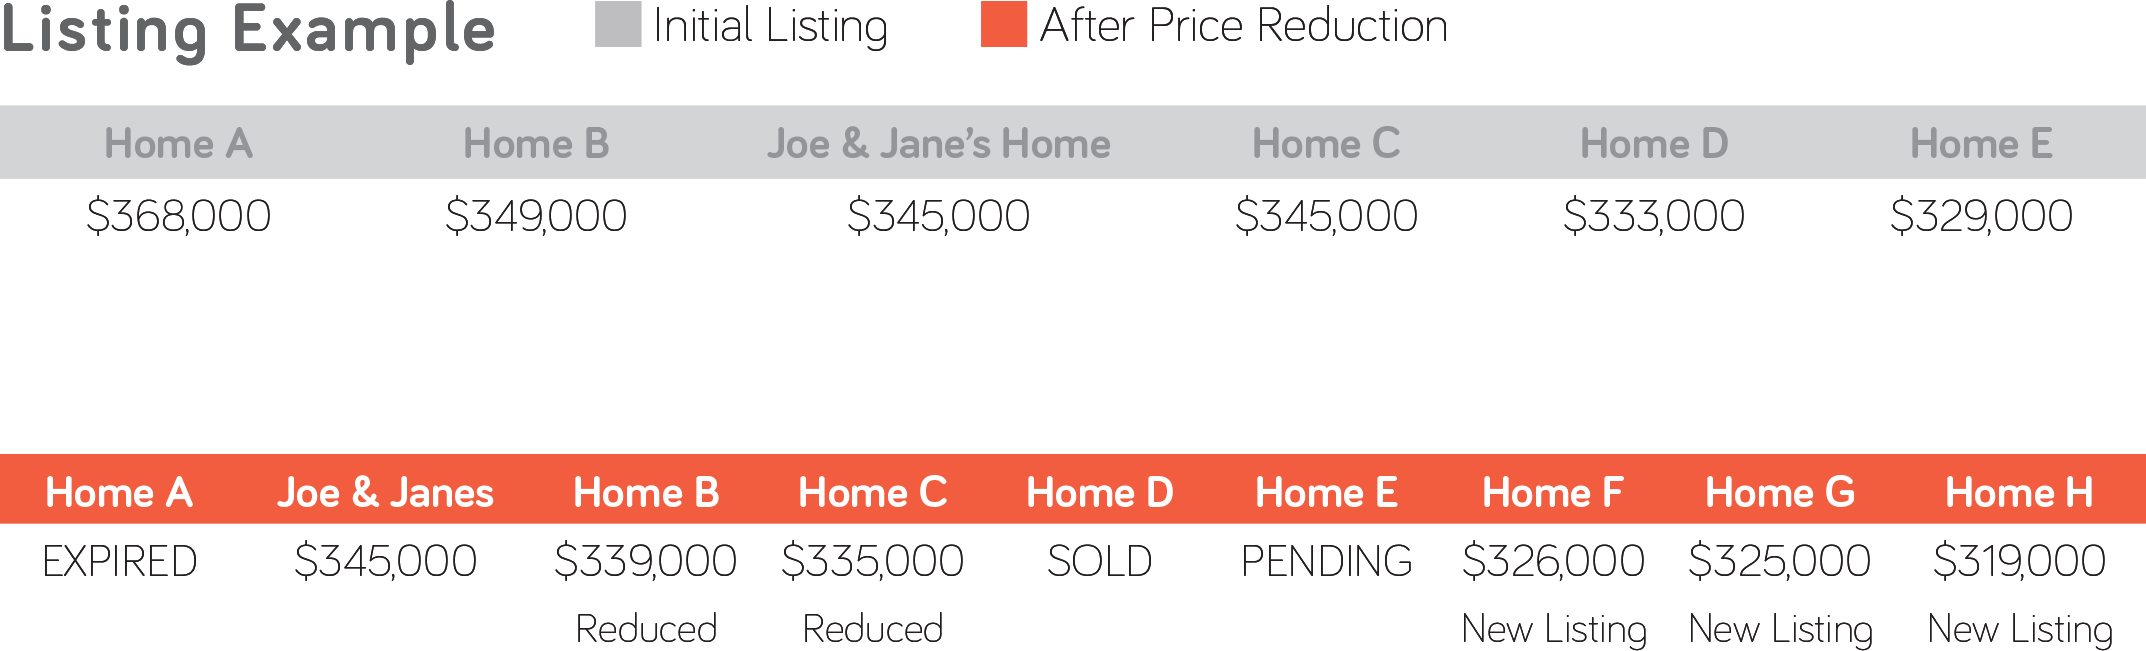 Listing Example Initial Listing After Price Reduction
Home A Home B Joe & Jane’s Home Home C Home D Home E
$368,000 $349,000 $345,000 $345,000 $333,000 $329,000
Home A Joe & Janes Home B Home C Home D Home E Home F Home G Home H
EXPIRED $345,000 $339,000 $335,000 SOLD PENDING $326,000 $325,000 $319,000
Reduced Reduced New Listing New Listing New Listing